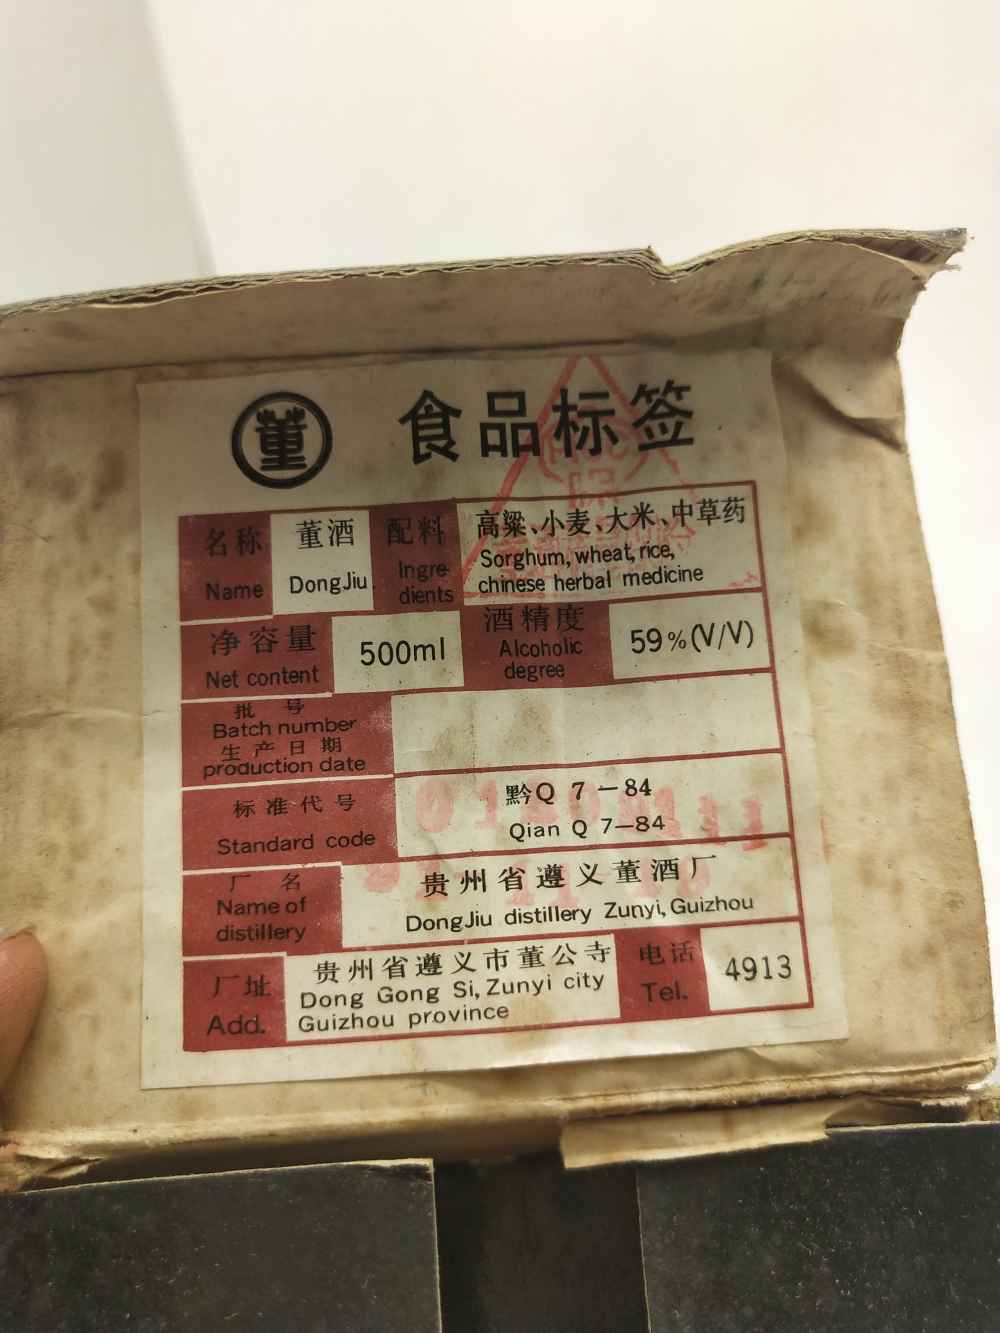 董
食品标签
名称
Name
董酒
DongJiu
配料
Ingre-
dients
高粱、小麦、大米、中草药
Sorghum, wheat, rice,
chinese herbal medicine
净容量
Net content
500ml
酒精度
Alcoholic
degree
59%(V/V)
批号
Batch number
生产日期
production date
标准代号
Standard code
黔Q 7-84
Qian Q 7-84
厂名
Name of
distillery
贵州省遵义董酒厂
DongJiu distillery Zunyi, Guizhou
厂址
Add.
贵州省遵义市董公寺
Dong Gong Si, Zunyi city
Guizhou province
电话
Tel.
4913